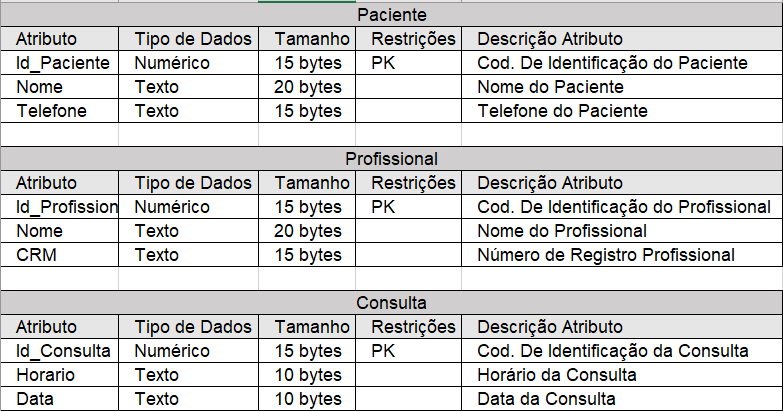 Paciente
Atributo Tipo de Dados Tamanho Restrições Descrição Atributo
Id_Paciente Numérico 15 bytes PK Cod. De Identificação do Paciente
Nome Texto 20 bytes Nome do Paciente
Telefone Texto 15 bytes Telefone do Paciente
Profissional
Atributo Tipo de Dados Tamanho Restrições Descrição Atributo
Id_Profission Numérico 15 bytes PK Cod. De Identificação do Profissional
Nome Texto 20 bytes Nome do Profissional
CRM Texto 15 bytes Número de Registro Profissional
Consulta
Atributo Tipo de Dados Tamanho Restrições Descrição Atributo
Id_Consulta Numérico 15 bytes PK Cod. De Identificação da Consulta
Horario Texto 10 bytes Horário da Consulta
Data Texto 10 bytes Data da Consulta